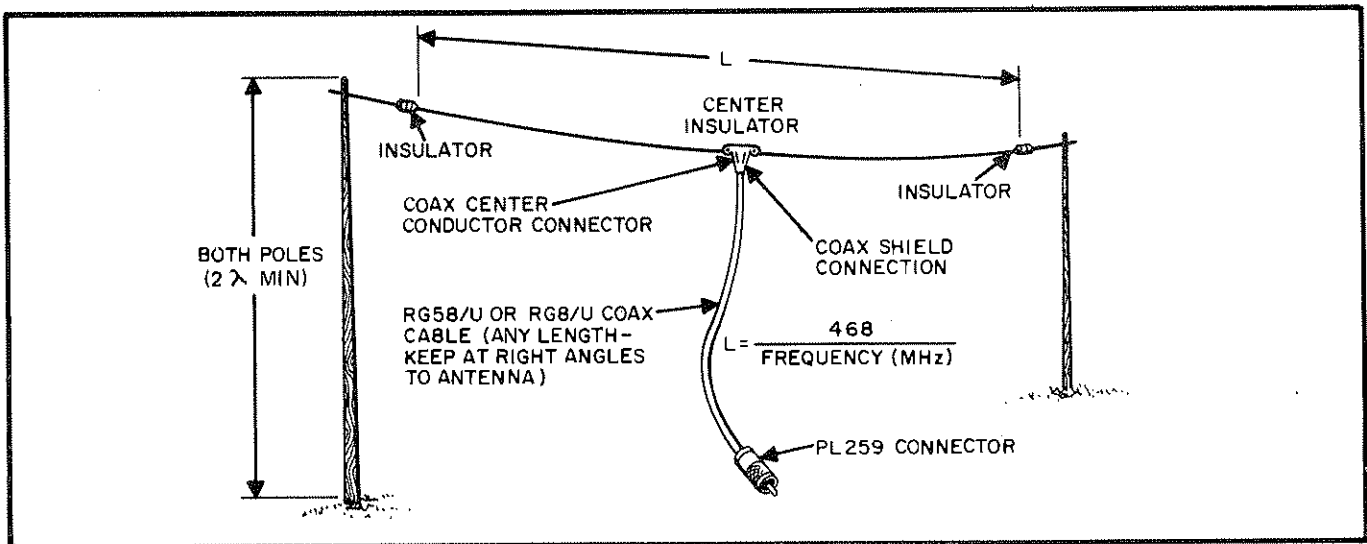 L
CENTER
INSULATOR
INSULATOR
INSULATOR
COAX CENTER
CONDUCTOR CONNECTOR
COAX SHIELD
CONNECTION
BOTH POLES
(2 λ MIN)
RG58/U OR RG8/U COAX
CABLE (ANY LENGTH-
KEEP AT RIGHT ANGLES
TO ANTENNA)
L= 468
FREQUENCY (MHz)
PL259 CONNECTOR